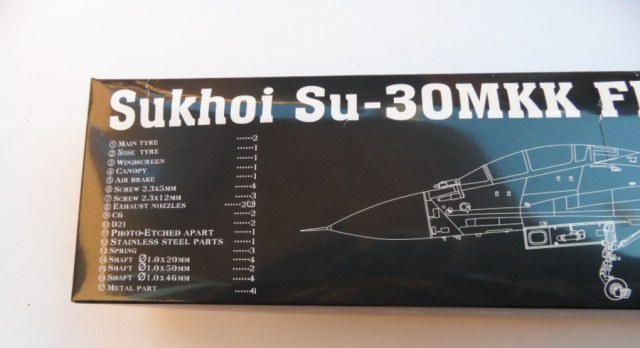 Sukhoi Su-30MKK Fl
① MAIN TYRE ......2
② NOSE TYRE ......1
③ WINDSCREEN ......1
④ CANOPY ......1
⑤ AIR BRAKE ......1
⑥ SCREW 2.3X5MM ......4
⑦ SCREW 2.3X12MM ......3
⑧ EXHAUST NOZZLES ......2(2)
⑨ C6 ......2
⑩ D21 ......2
⑪ PHOTO-ETCHED APART ......1
⑫ STAINLESS STEEL PARTS ......1
⑬ SPRING ......3
⑭ SHAFT Ø1.0X20MM ......4
⑮ SHAFT Ø1.0X50MM ......2
⑯ SHAFT Ø1.0X46MM ......4
⑰ METAL PART ......6